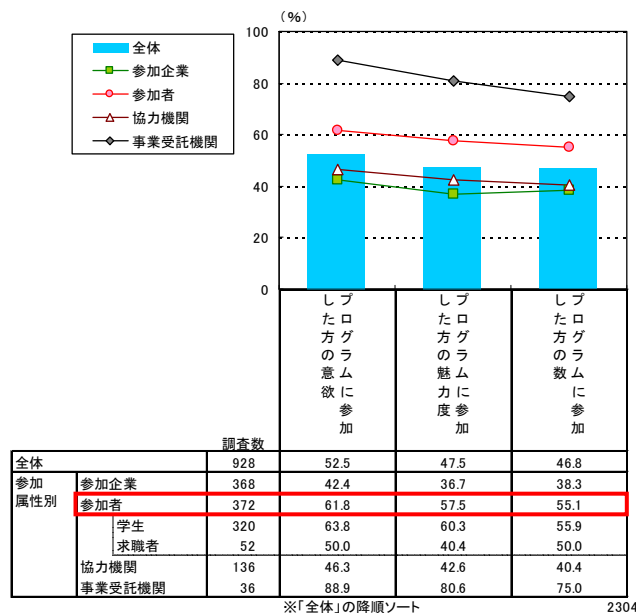 (%)
全体
参加企業
参加者
協力機関
事業受託機関
100
80
60
40
20
0
プログラムに参加した方の意欲
プログラムに参加した方の魅力度
プログラムに参加した方の数
調査数
全体 928 52.5 47.5 46.8
参加属性別
参加企業 368 42.4 36.7 38.3
参加者 372 61.8 57.5 55.1
学生 320 63.8 60.3 55.9
求職者 52 50.0 40.4 50.0
協力機関 136 46.3 42.6 40.4
事業受託機関 36 88.9 80.6 75.0
※「全体」の降順ソート 2304